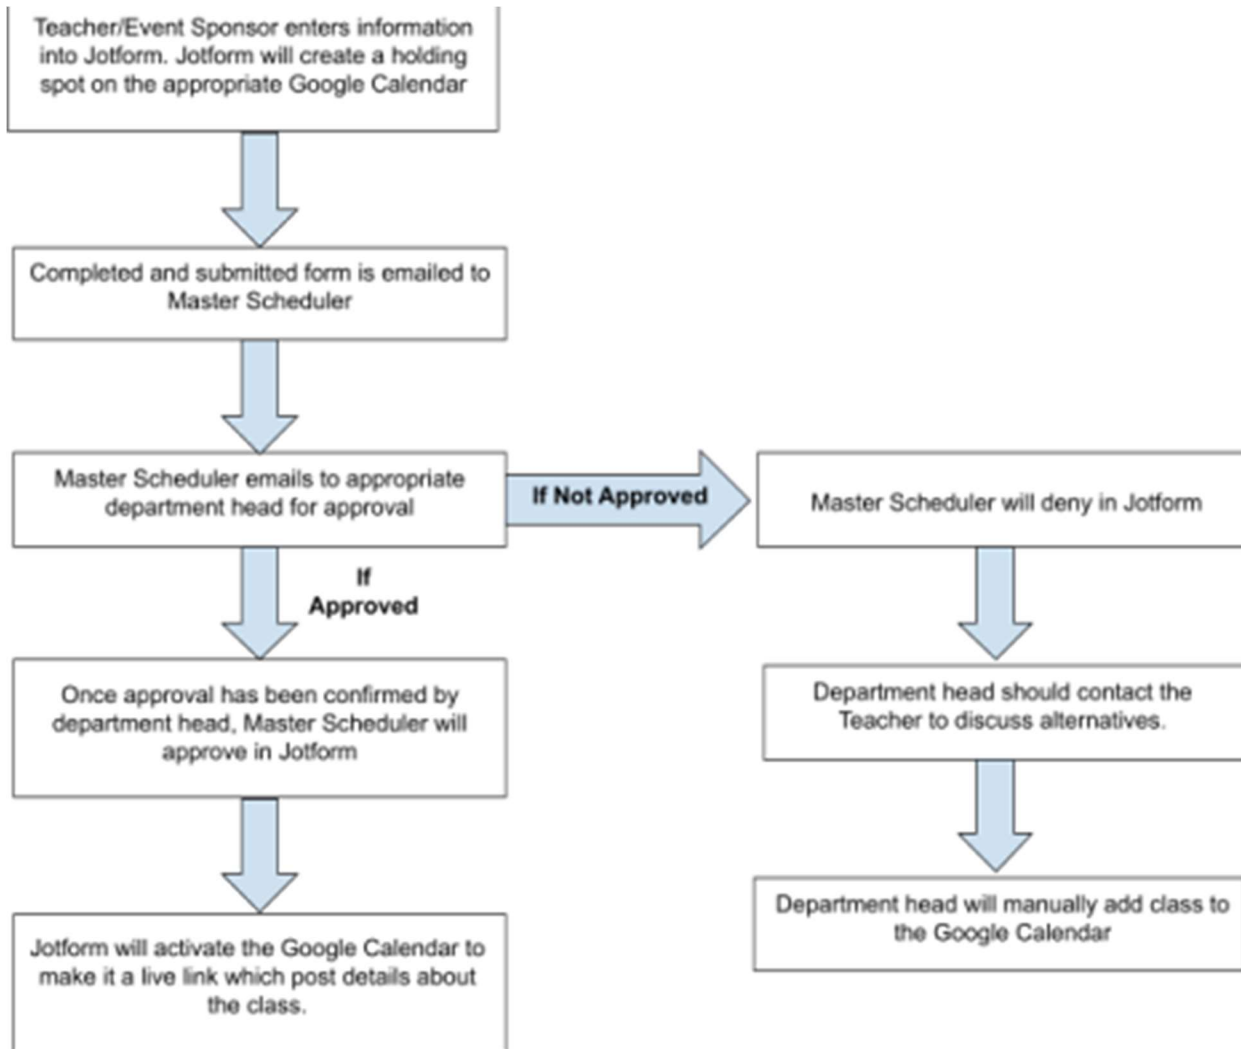 Teacher/Event Sponsor enters information
into Jotform. Jotform will create a holding
spot on the appropriate Google Calendar
Completed and submitted form is emailed to
Master Scheduler
Master Scheduler emails to appropriate
department head for approval
If Not Approved
Master Scheduler will deny in Jotform
If
Approved
Once approval has been confirmed by
department head, Master Scheduler will
approve in Jotform
Department head should contact the
Teacher to discuss alternatives.
Department head will manually add class to
the Google Calendar
Jotform will activate the Google Calendar to
make it a live link which post details about
the class.